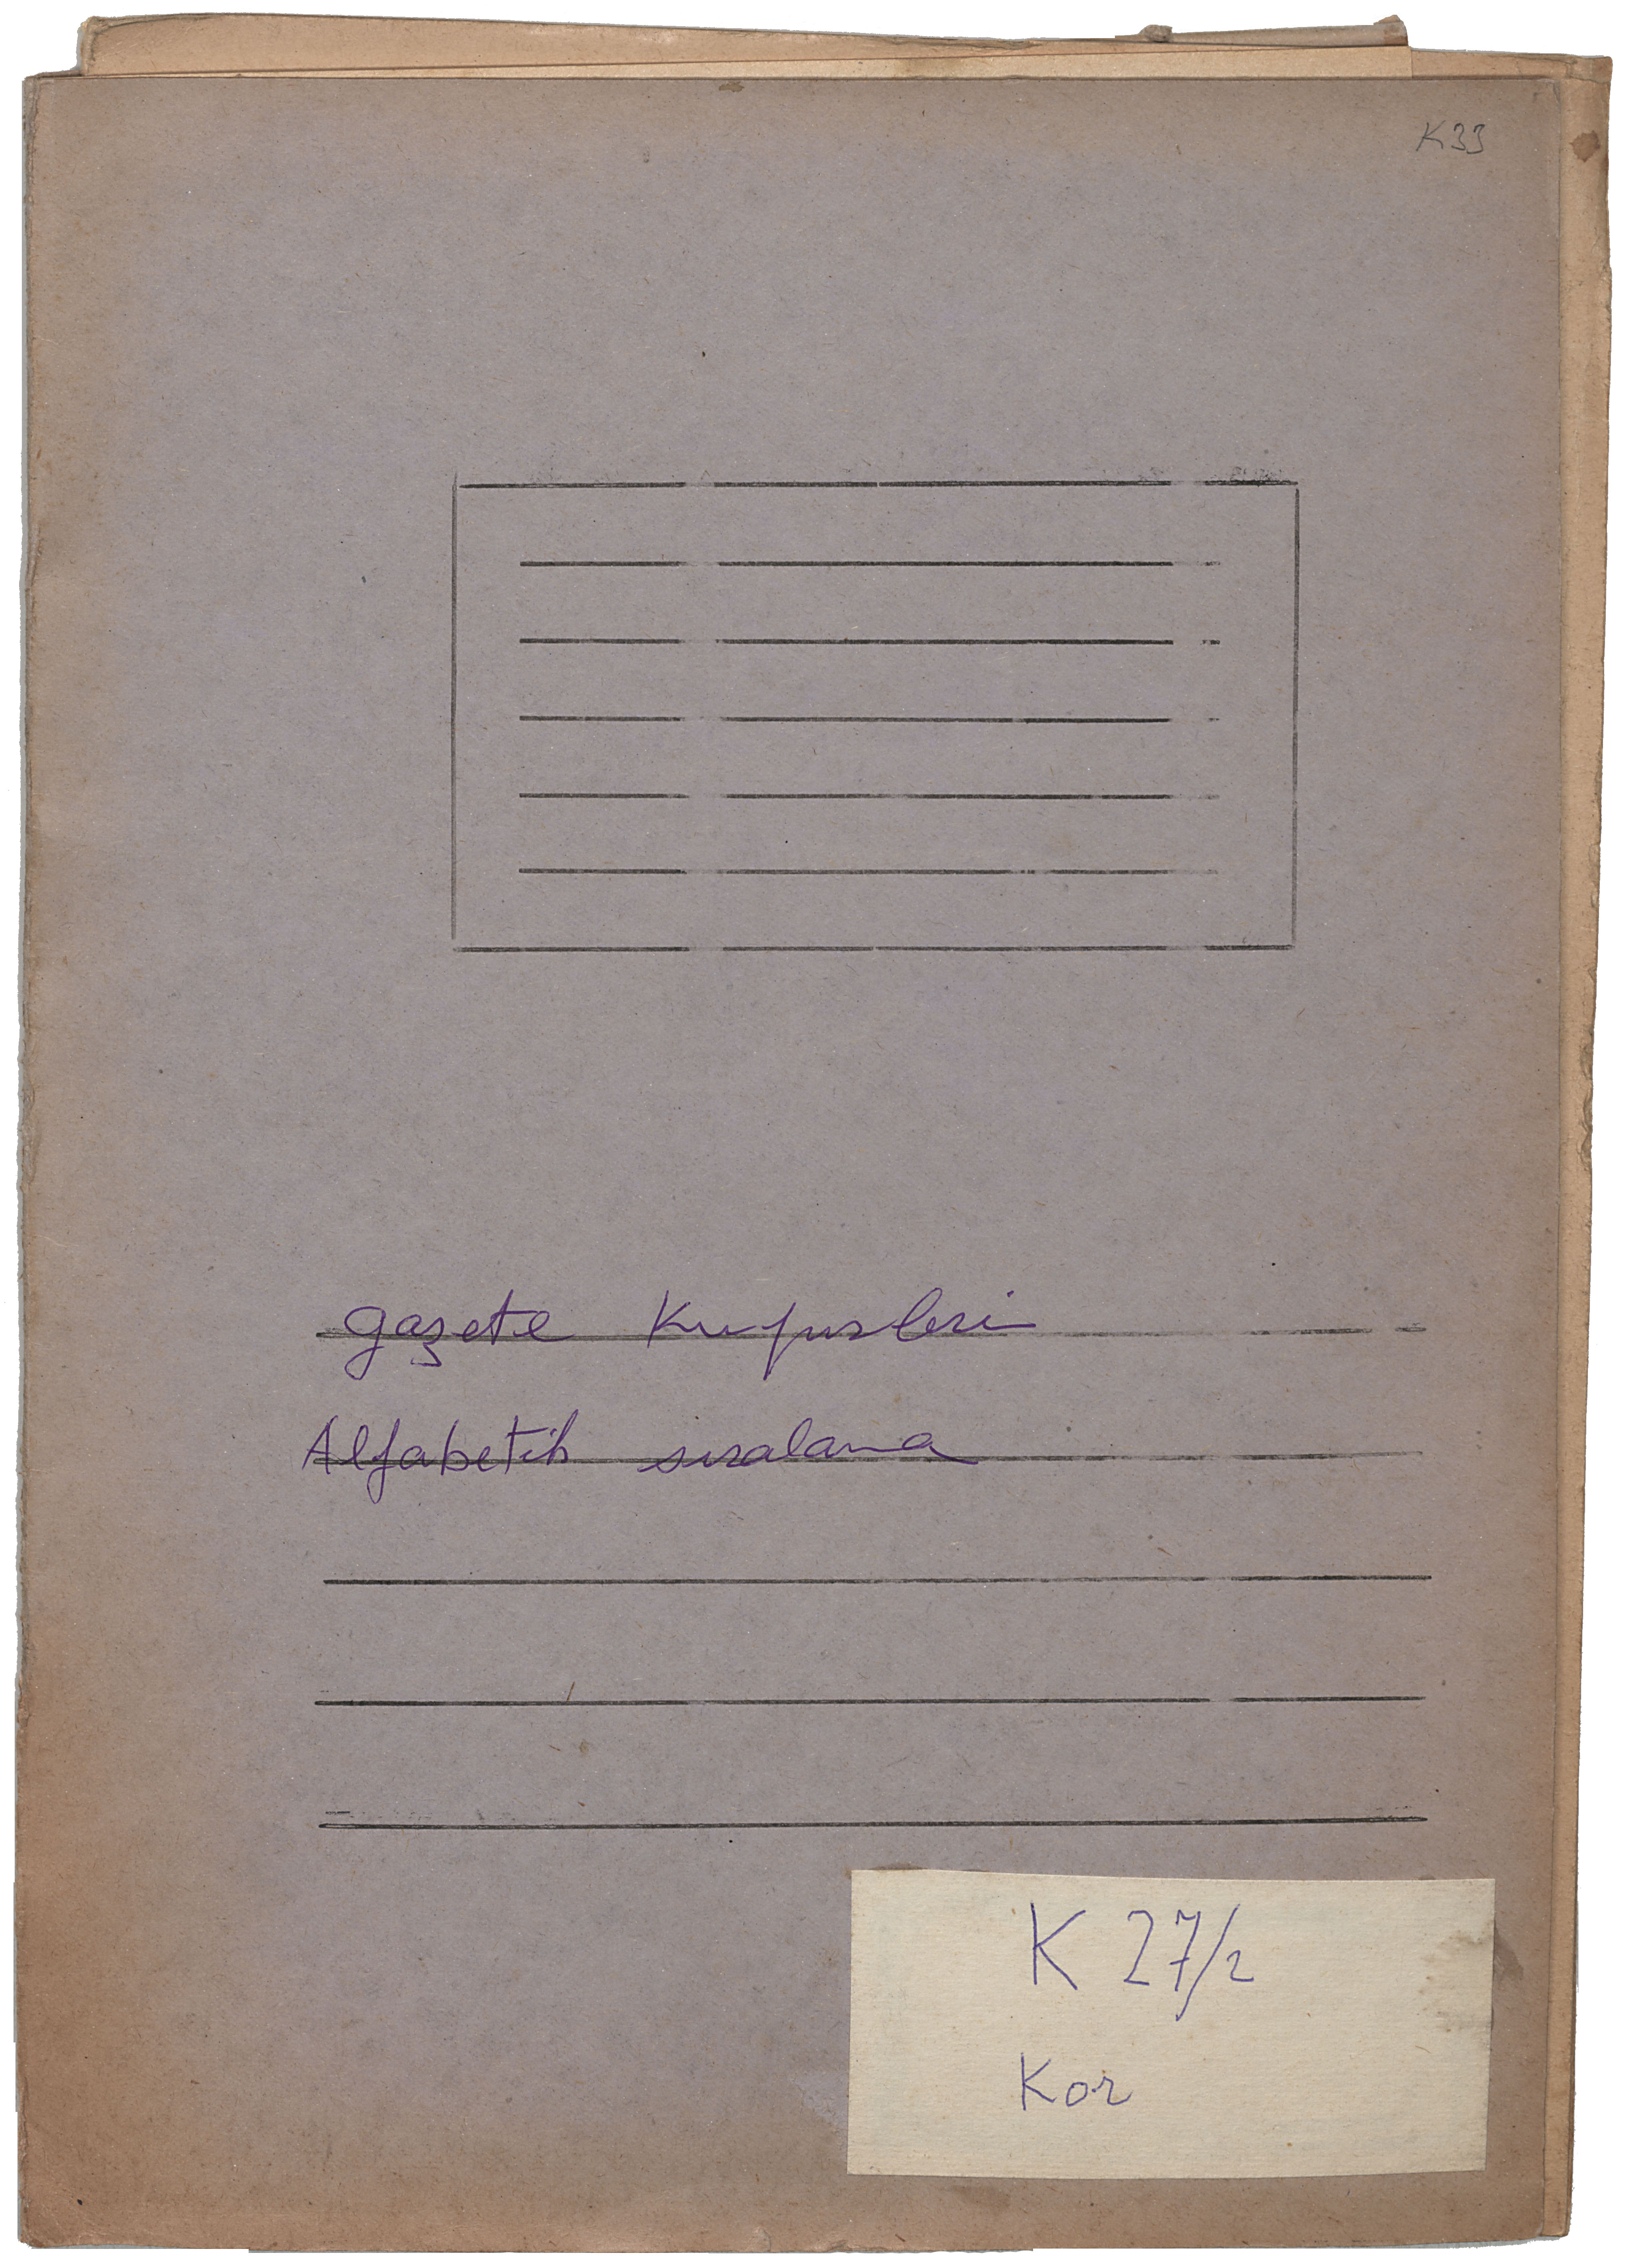 K33
gazete Kupürleri
Alfabetik sıralama
K 27/2
Kor